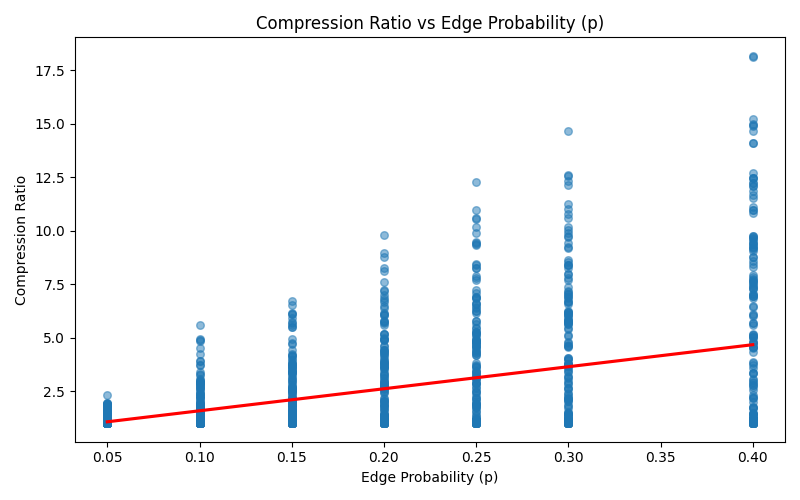 Compression Ratio vs Edge Probability (p)
17.5
15.0
12.5
10.0
7.5
5.0
2.5
Compression Ratio
0.05 0.10 0.15 0.20 0.25 0.30 0.35 0.40
Edge Probability (p)